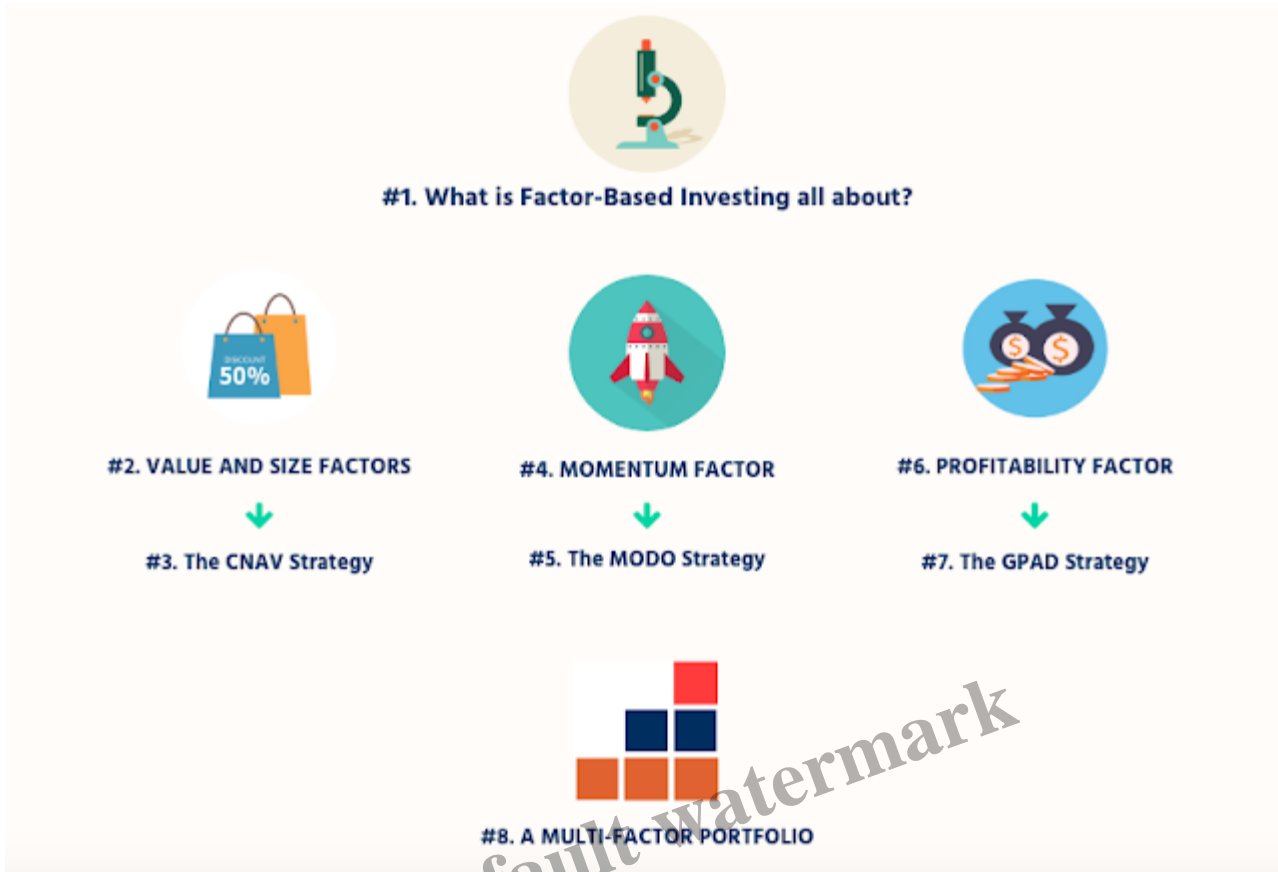 #1. What is Factor-Based Investing all about?
DISCOUNT
50%
$ $
#2. VALUE AND SIZE FACTORS
#4. MOMENTUM FACTOR
#6. PROFITABILITY FACTOR
#3. The CNAV Strategy
#5. The MODO Strategy
#7. The GPAD Strategy
#8. A MULTI-FACTOR PORTFOLIO
fault watermark